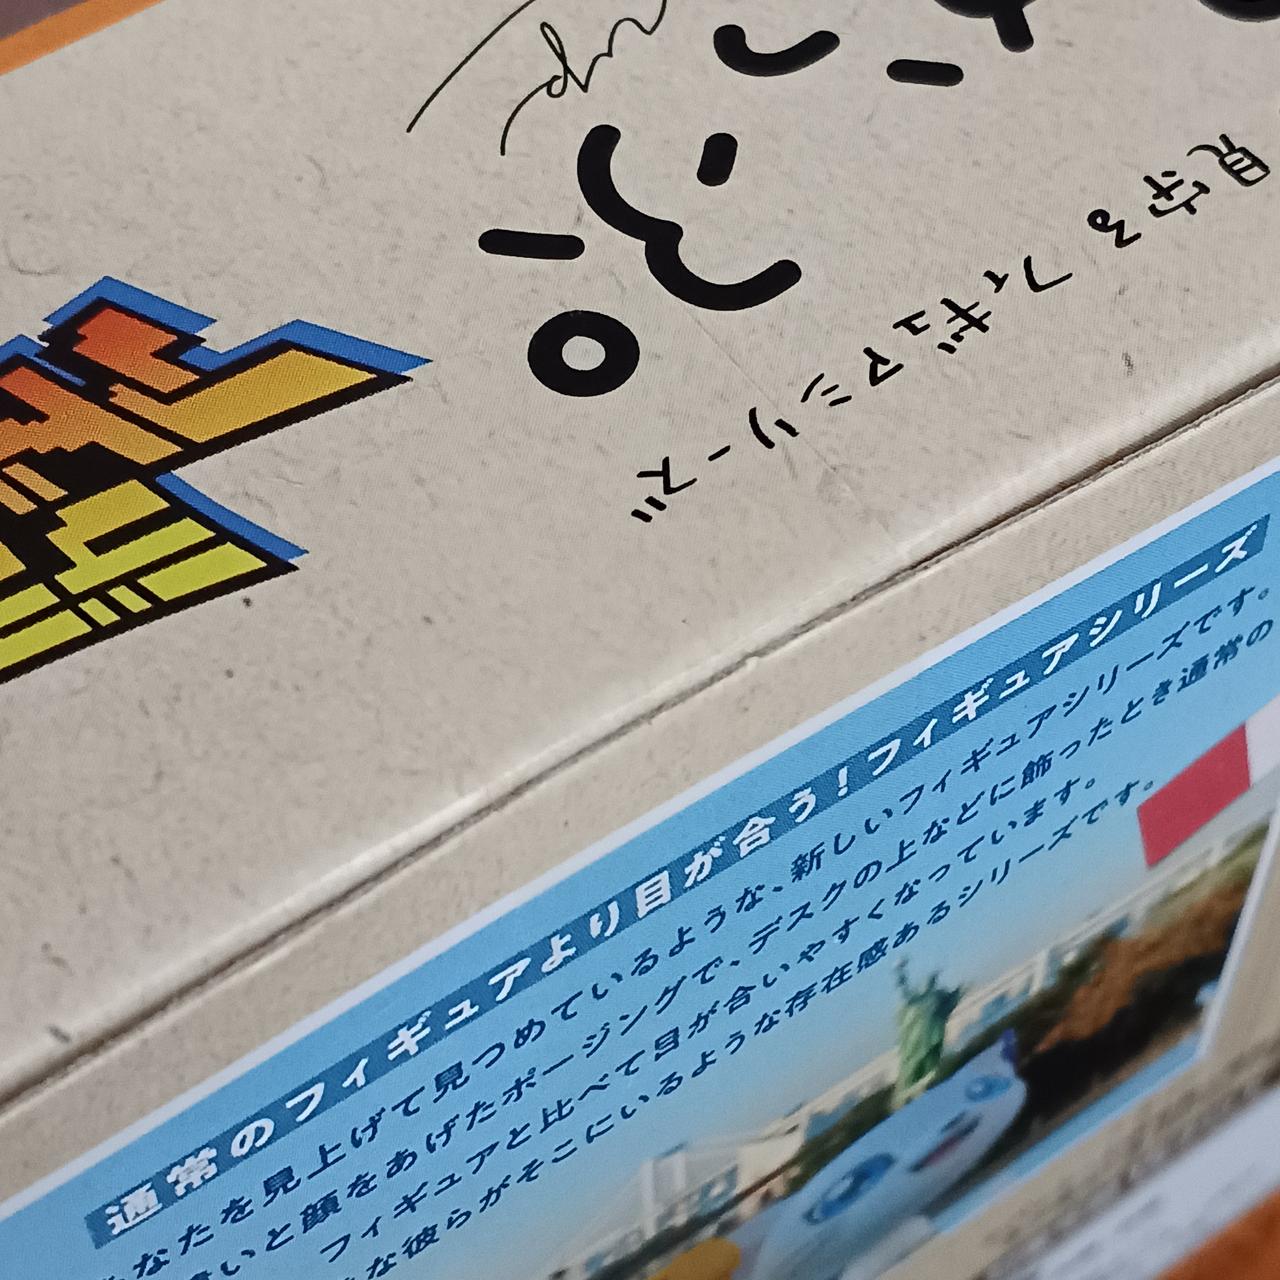 見守るフィギュアシリーズ
通常のフィギュアより目が合う!フィギュアシリーズ
あなたを見上げて見つめているような、新しいフィギュアシリーズです。
いと顔をあげたポージングで、デスクの上などに飾ったとき通常の
フィギュアと比べて目が合いやすくなっています。
な彼らがそこにいるような存在感あるシリーズです。